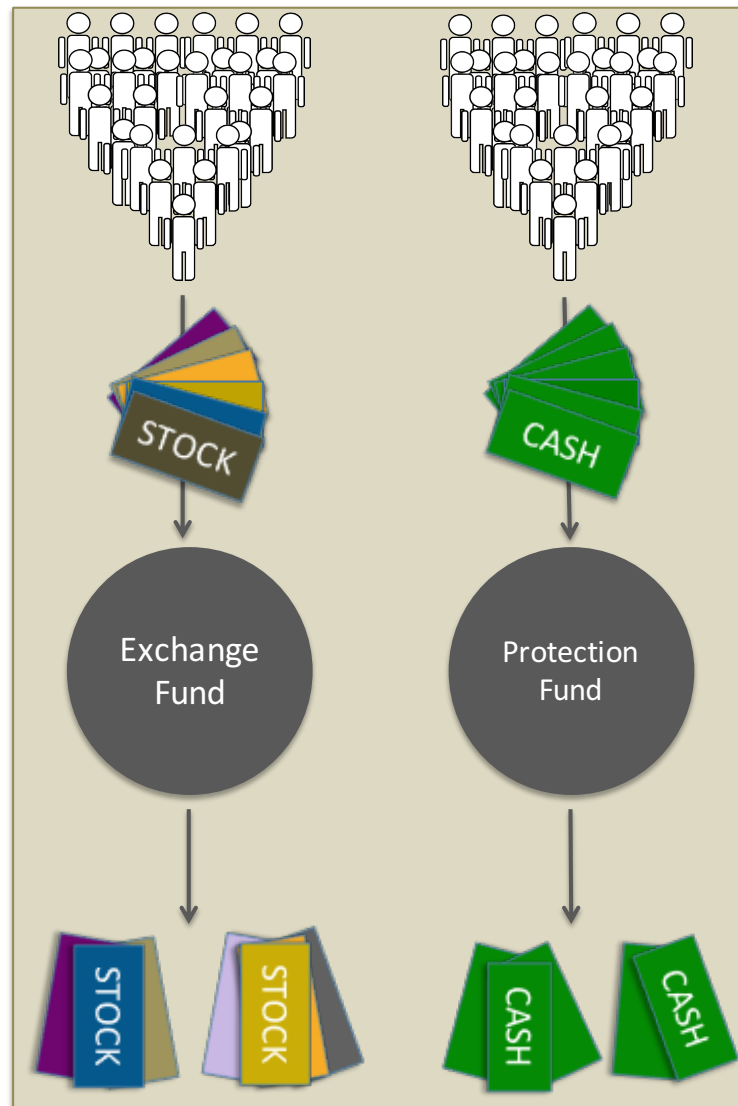 STOCK
CASH
Exchange
Fund
Protection
Fund
STOCK
STOCK
CASH
CASH